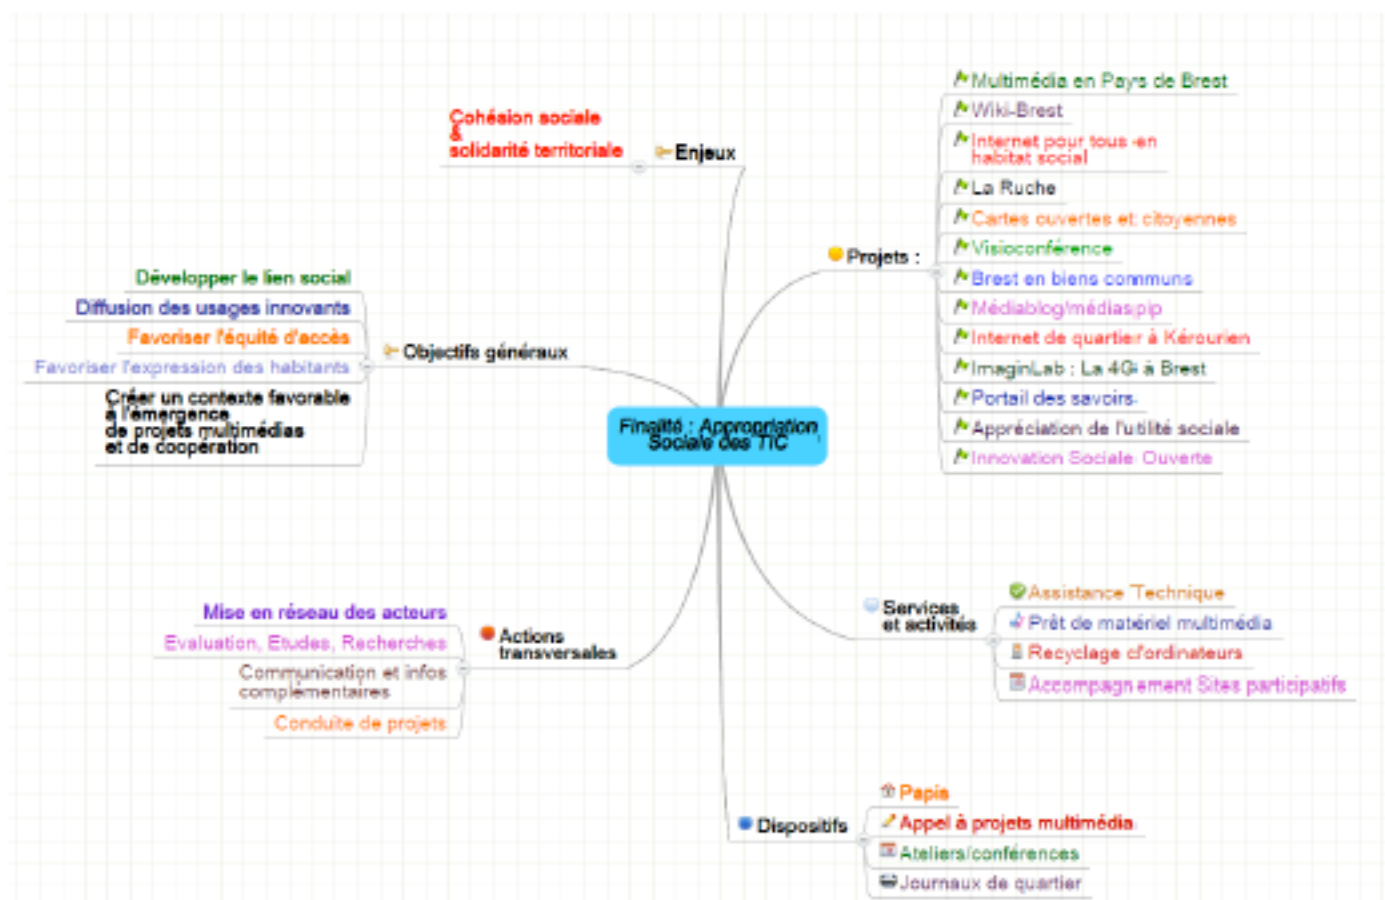 Cohésion sociale
&
solidarité territoriale
Enjeux
Développer le lien social
Diffusion des usages innovants
Favoriser l'équité d'accès
Favoriser l'expression des habitants
Créer un contexte favorable
à l'émergence
de projets multimédias
et de coopération
Objectifs généraux
Finalité : Appropriation
Sociale des TIC
Mise en réseau des acteurs
Evaluation, Etudes, Recherches
Communication et infos
complémentaires
Conduite de projets
Actions
transversales
Projets :
Multimédia en Pays de Brest
Wiki-Brest
Internet pour tous -en
habitat social
La Ruche
Cartes ouvertes et citoyennes
Visioconférence
Brest en biens communs
Médiablog/médiaspip
Internet de quartier à Kérourien
ImaginLab : La 4G à Brest
Portail des savoirs
Appréciation de l'utilité sociale
Innovation Sociale Ouverte
Services
et activités
Assistance Technique
Prêt de matériel multimédia
Recyclage d'ordinateurs
Accompagnement Sites participatifs
Dispositifs
Papis
Appel à projets multimédia
Ateliers/conférences
Journaux de quartier